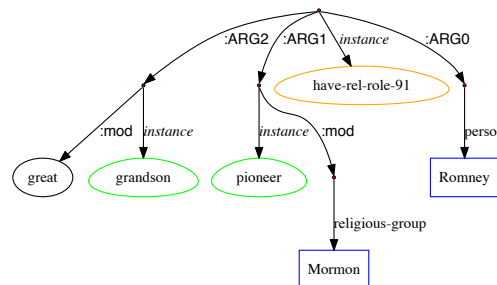 :ARG2 :ARG1 instance :ARG0
have-rel-role-91
:mod instance instance :mod perso
great grandson pioneer Romney
religious-group
Mormon